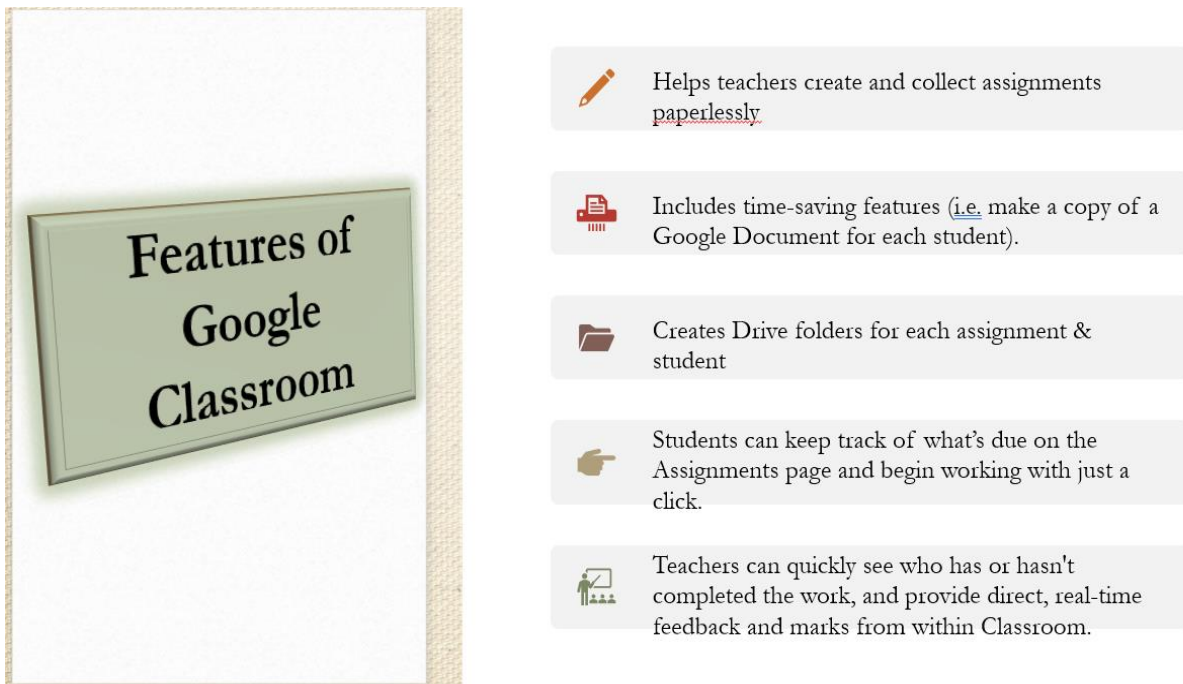 Features of
Google
Classroom
Helps teachers create and collect assignments
paperlessly
Includes time-saving features (i.e. make a copy of a
Google Document for each student).
Creates Drive folders for each assignment &
student
Students can keep track of what’s due on the
Assignments page and begin working with just a
click.
Teachers can quickly see who has or hasn't
completed the work, and provide direct, real-time
feedback and marks from within Classroom.